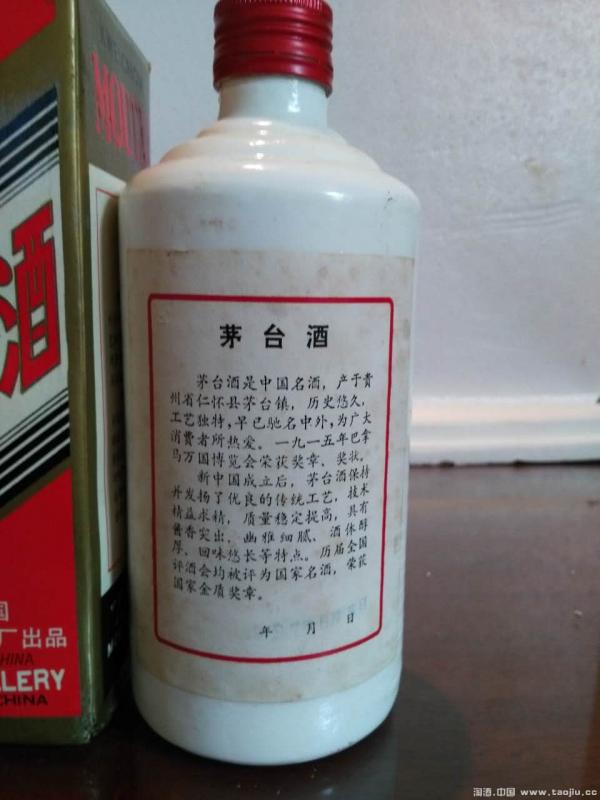 MOUTA
酒
茅台酒
茅台酒是中国名酒，产于贵
州省仁怀县茅台镇，历史悠久，
工艺独特，早已驰名中外，为广大
消费者所热爱。一九一五年巴拿
马万国博览会荣获奖章、奖状。
新中国成立后，茅台酒保持
并发扬了优良的传统工艺，技术
精益求精，质量稳定提高，具有
酱香突出、幽雅细腻、酒体醇
厚、回味悠长等特点。历届全国
评酒会均被评为国家名酒，荣获
国家金质奖章。
年 月 日
国
厂出品
HINA
LLERY
CHINA
淘酒.中国 www.taojiu.cc